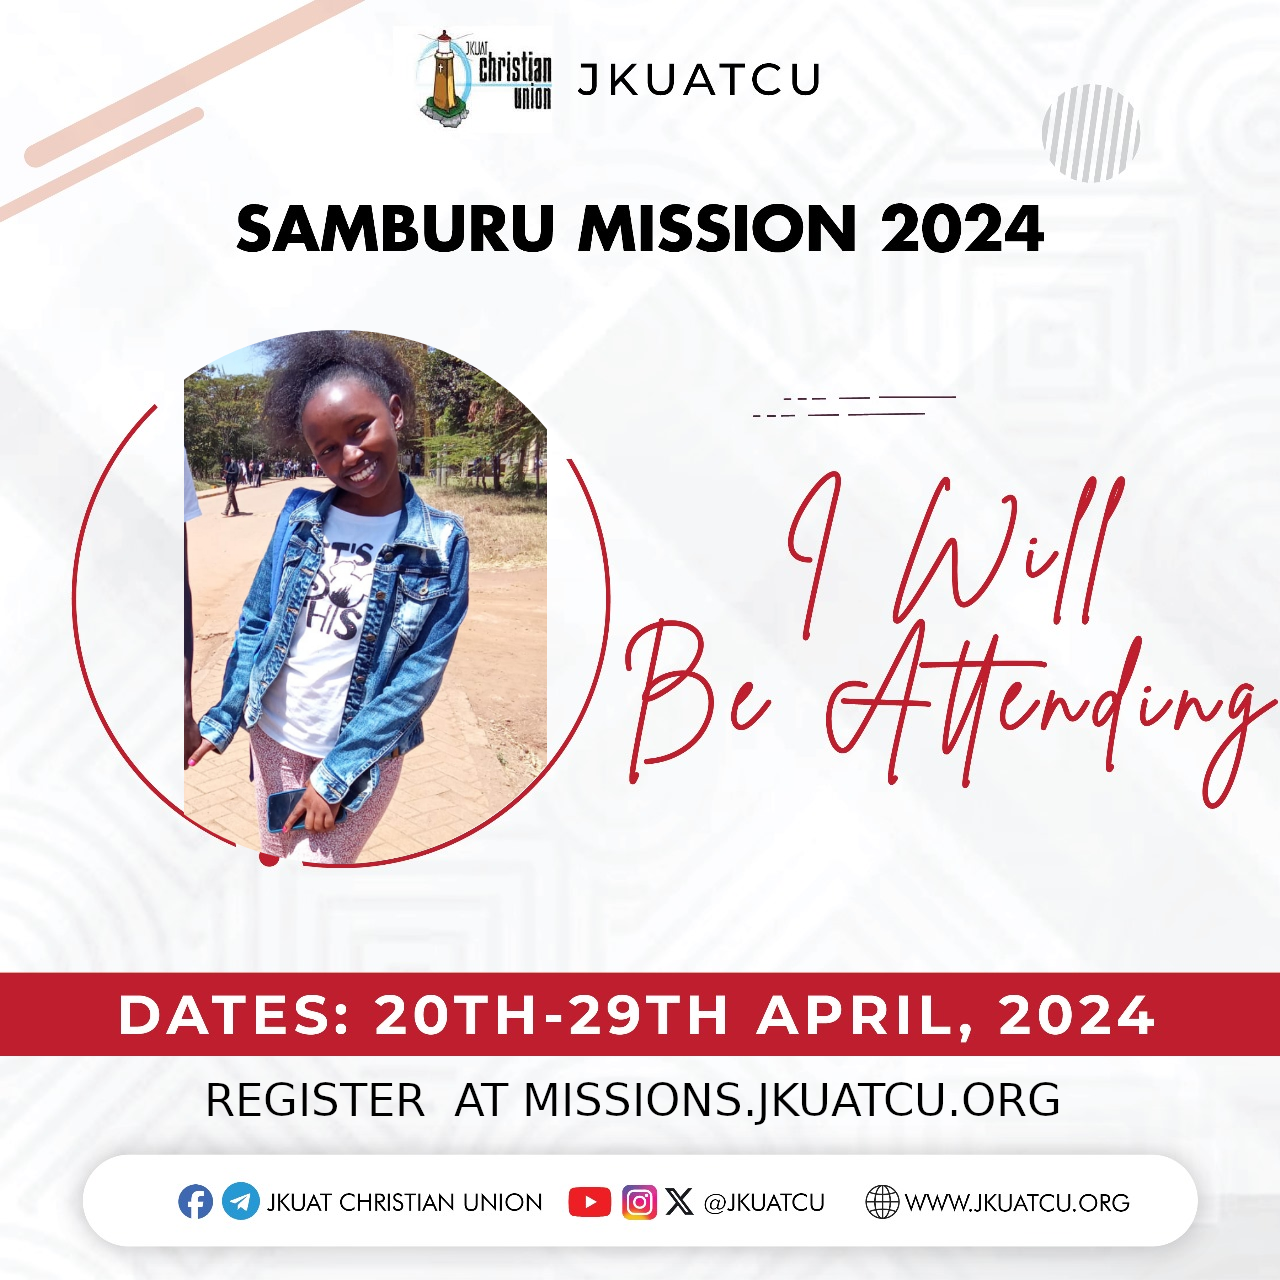 JKUAT
christian
union
JKUATCU
SAMBURU MISSION 2024
I Will
Be Attending
DATES: 20TH-29TH APRIL, 2024
REGISTER AT MISSIONS.JKUATCU.ORG
JKUAT CHRISTIAN UNION @JKUATCU WWW.JKUATCU.ORG